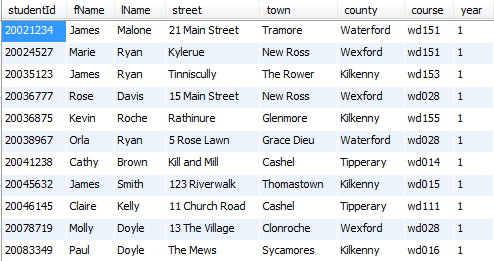 studentId fName lName street town county course year
20021234 James Malone 21 Main Street Tramore Waterford wd151 1
20024527 Marie Ryan Kylerue New Ross Wexford wd151 1
20035123 James Ryan Tinniscully The Rower Kilkenny wd153 1
20036777 Rose Davis 15 Main Street New Ross Wexford wd028 1
20036875 Kevin Roche Rathinure Glenmore Kilkenny wd155 1
20038967 Orla Ryan 5 Rose Lawn Grace Dieu Waterford wd028 1
20041238 Cathy Brown Kill and Mill Cashel Tipperary wd014 1
20045632 James Smith 123 Riverwalk Thomastown Kilkenny wd015 1
20046145 Claire Kelly 11 Church Road Cashel Tipperary wd111 1
20078719 Molly Doyle 13 The Village Clonroche Wexford wd028 1
20083349 Paul Doyle The Mews Sycamores Kilkenny wd016 1